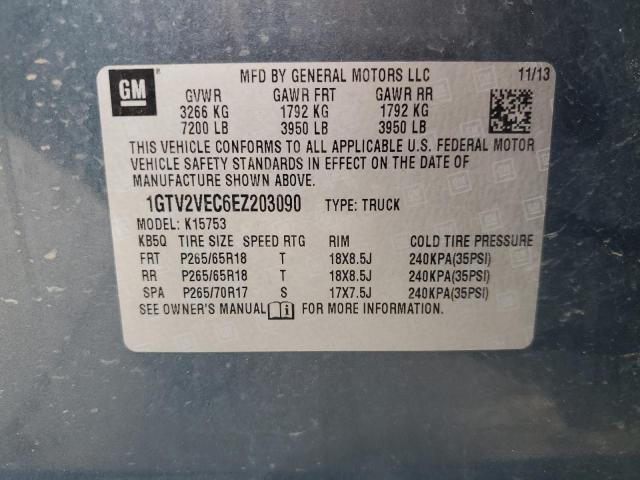 GM
MFD BY GENERAL MOTORS LLC 11/13
GVWR GAWR FRT GAWR RR
3266 KG 1792 KG 1792 KG
7200 LB 3950 LB 3950 LB
THIS VEHICLE CONFORMS TO ALL APPLICABLE U.S. FEDERAL MOTOR
VEHICLE SAFETY STANDARDS IN EFFECT ON THE DATE OF
MANUFACTURE SHOWN ABOVE.
1GTV2VEC6EZ203090 TYPE: TRUCK
MODEL: K15753
KB5Q TIRE SIZE SPEED RTG RIM COLD TIRE PRESSURE
FRT P265/65R18 T 18X8.5J 240KPA(35PSI)
RR P265/65R18 T 18X8.5J 240KPA(35PSI)
SPA P265/70R17 S 17X7.5J 240KPA(35PSI)
SEE OWNER'S MANUAL i FOR MORE INFORMATION.